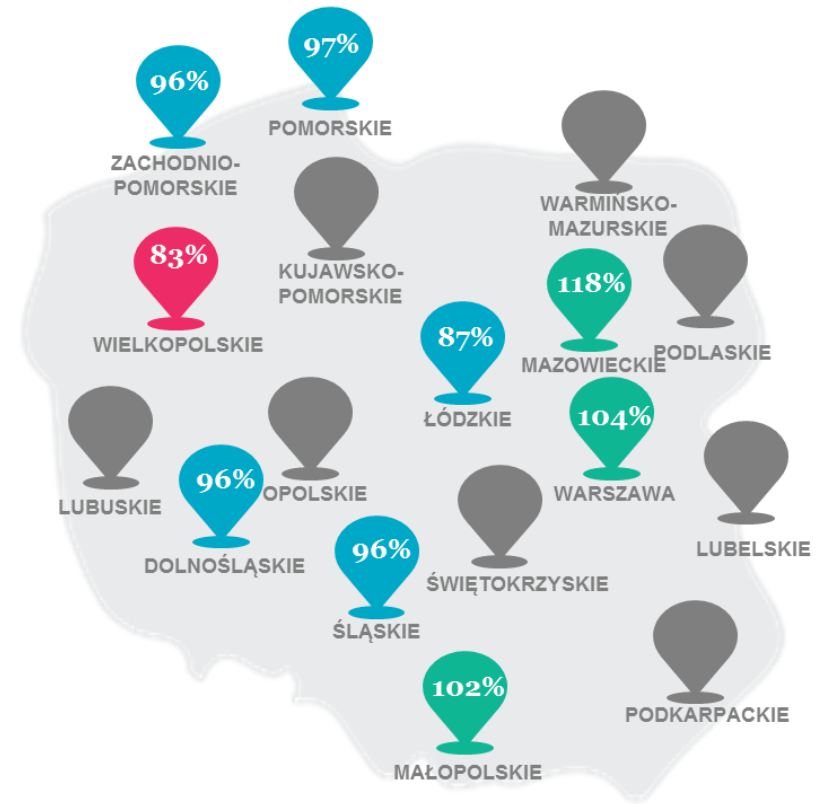 97%
POMORSKIE
96%
ZACHODNIO-
POMORSKIE
WARMIŃSKO-
MAZURSKIE
KUJAWSKO-
POMORSKIE
83%
WIELKOPOLSKIE
118%
MAZOWIECKIE
PODLASKIE
87%
ŁÓDZKIE
104%
WARSZAWA
LUBUSKIE
OPOLSKIE
96%
DOLNOŚLĄSKIE
LUBELSKIE
ŚWIĘTOKRZYSKIE
96%
ŚLĄSKIE
PODKARPACKIE
102%
MAŁOPOLSKIE